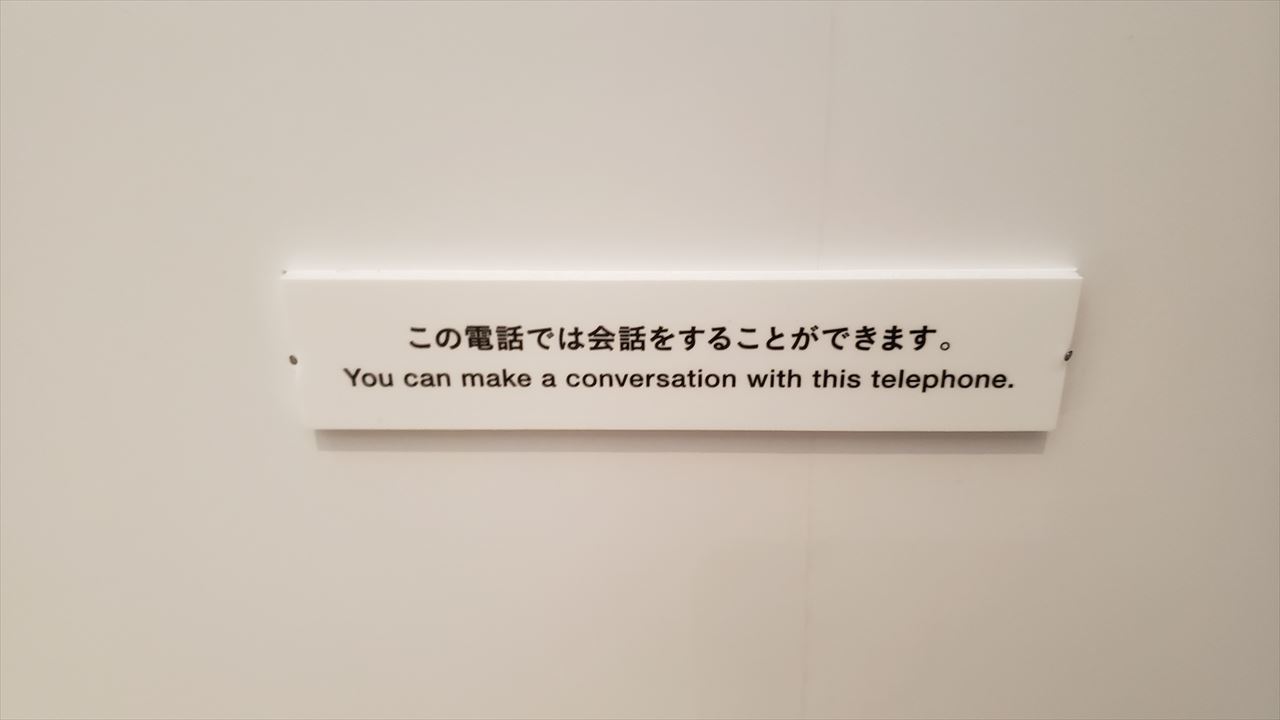 この電話では会話をすることができます。
You can make a conversation with this telephone.